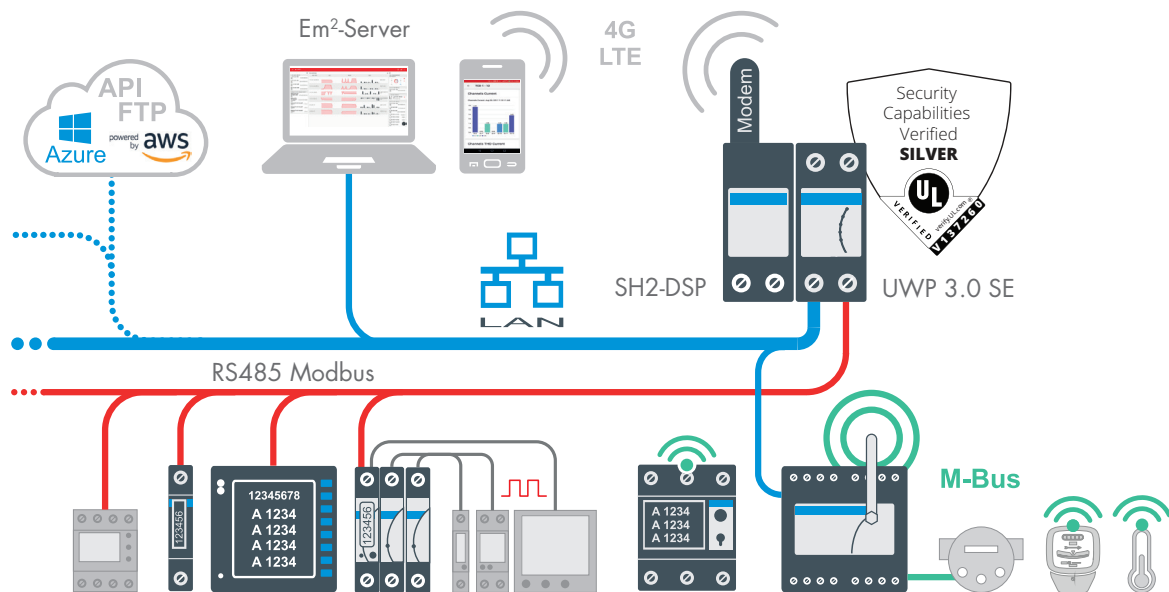 Em²-Server
4G
LTE
API
FTP
Azure
powered
by
aws
Modem
Security
Capabilities
Verified
SILVER
UL
VERIFIED
verifyUL.com
V137260
SH2-DSP
UWP 3.0 SE
LAN
RS485 Modbus
M-Bus
123456
12345678
A 1234
A 1234
A 1234
A 1234
123456
A 1234
A 1234
A 1234